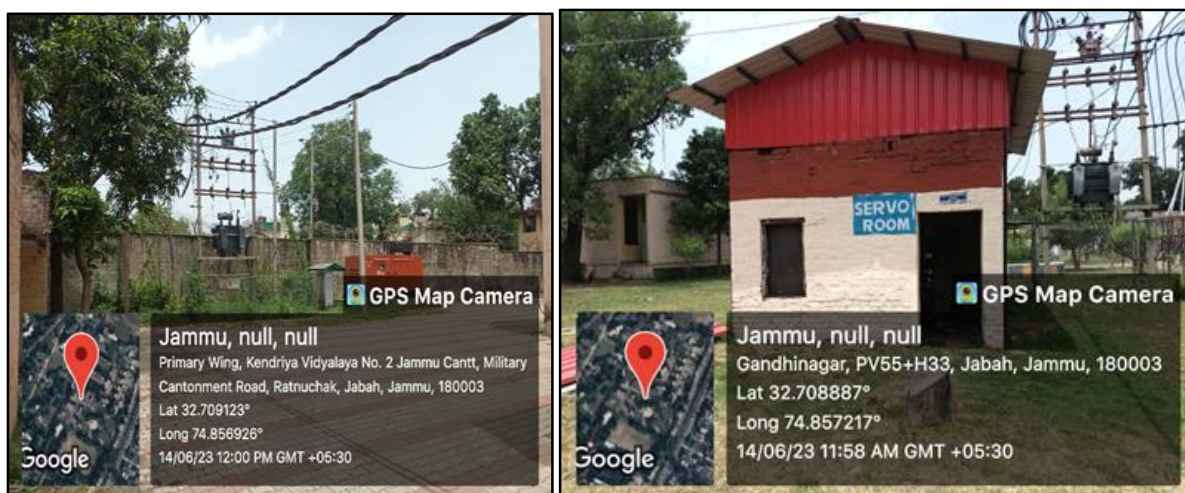 GPS Map Camera
Jammu, null, null
Primary Wing, Kendriya Vidyalaya No. 2 Jammu Cantt, Military
Cantonment Road, Ratnuchak, Jabah, Jammu, 180003
Lat 32.709123°
Long 74.856926°
14/06/23 12:00 PM GMT +05:30
Google
SERVO
ROOM
GPS Map Camera
Jammu, null, null
Gandhinagar, PV55+H33, Jabah, Jammu, 180003
Lat 32.708887°
Long 74.857217°
14/06/23 11:58 AM GMT +05:30
Google